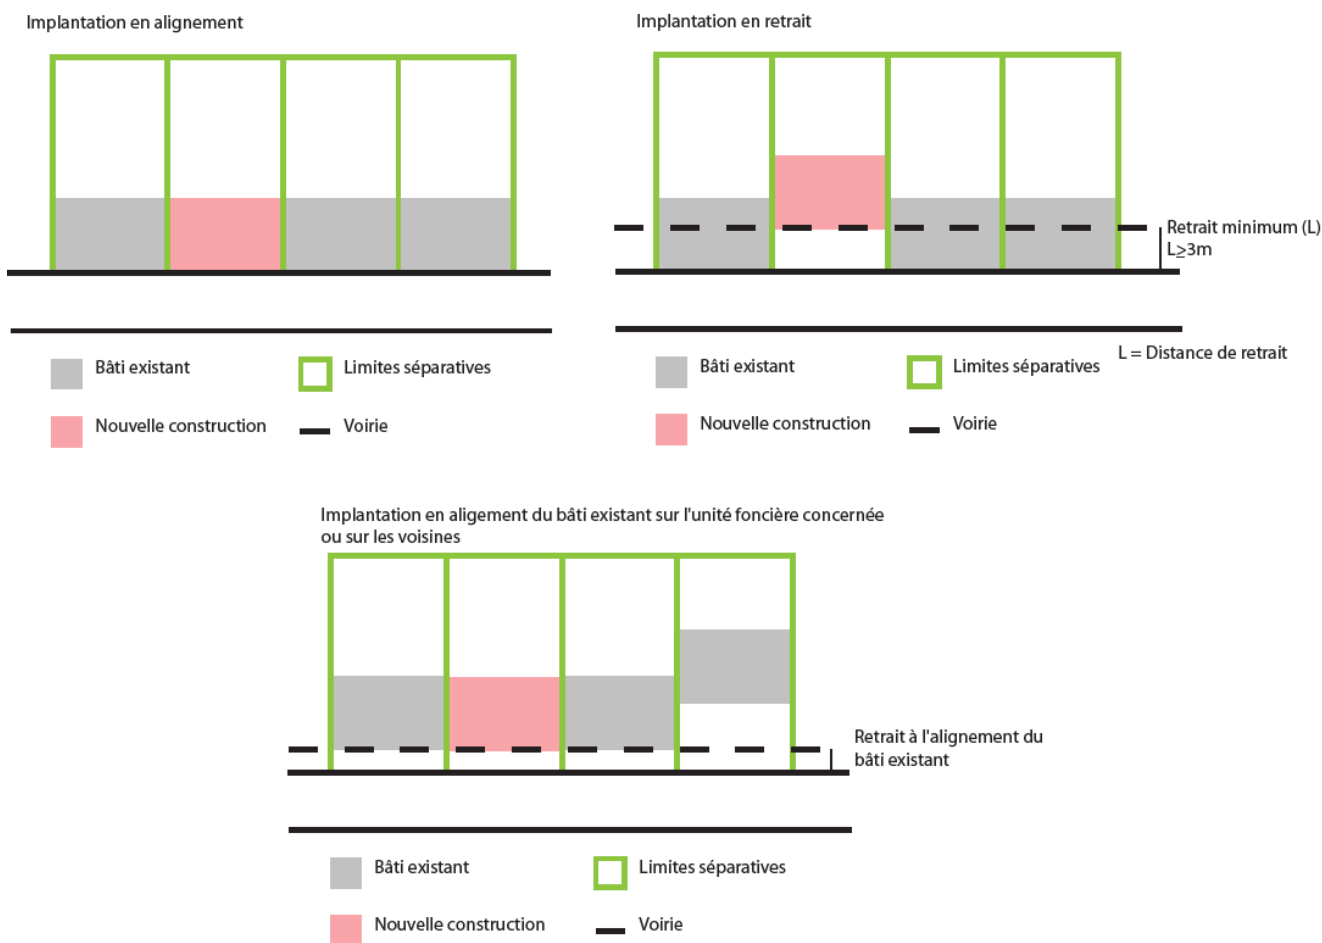 Implantation en alignement
Bâti existant
Limites séparatives
Nouvelle construction
Voirie
Implantation en retrait
Retrait minimum (L)
L≥3m
L = Distance de retrait
Bâti existant
Limites séparatives
Nouvelle construction
Voirie
Implantation en aligement du bâti existant sur l'unité foncière concernée
ou sur les voisines
Retrait à l'alignement du
bâti existant
Bâti existant
Limites séparatives
Nouvelle construction
Voirie